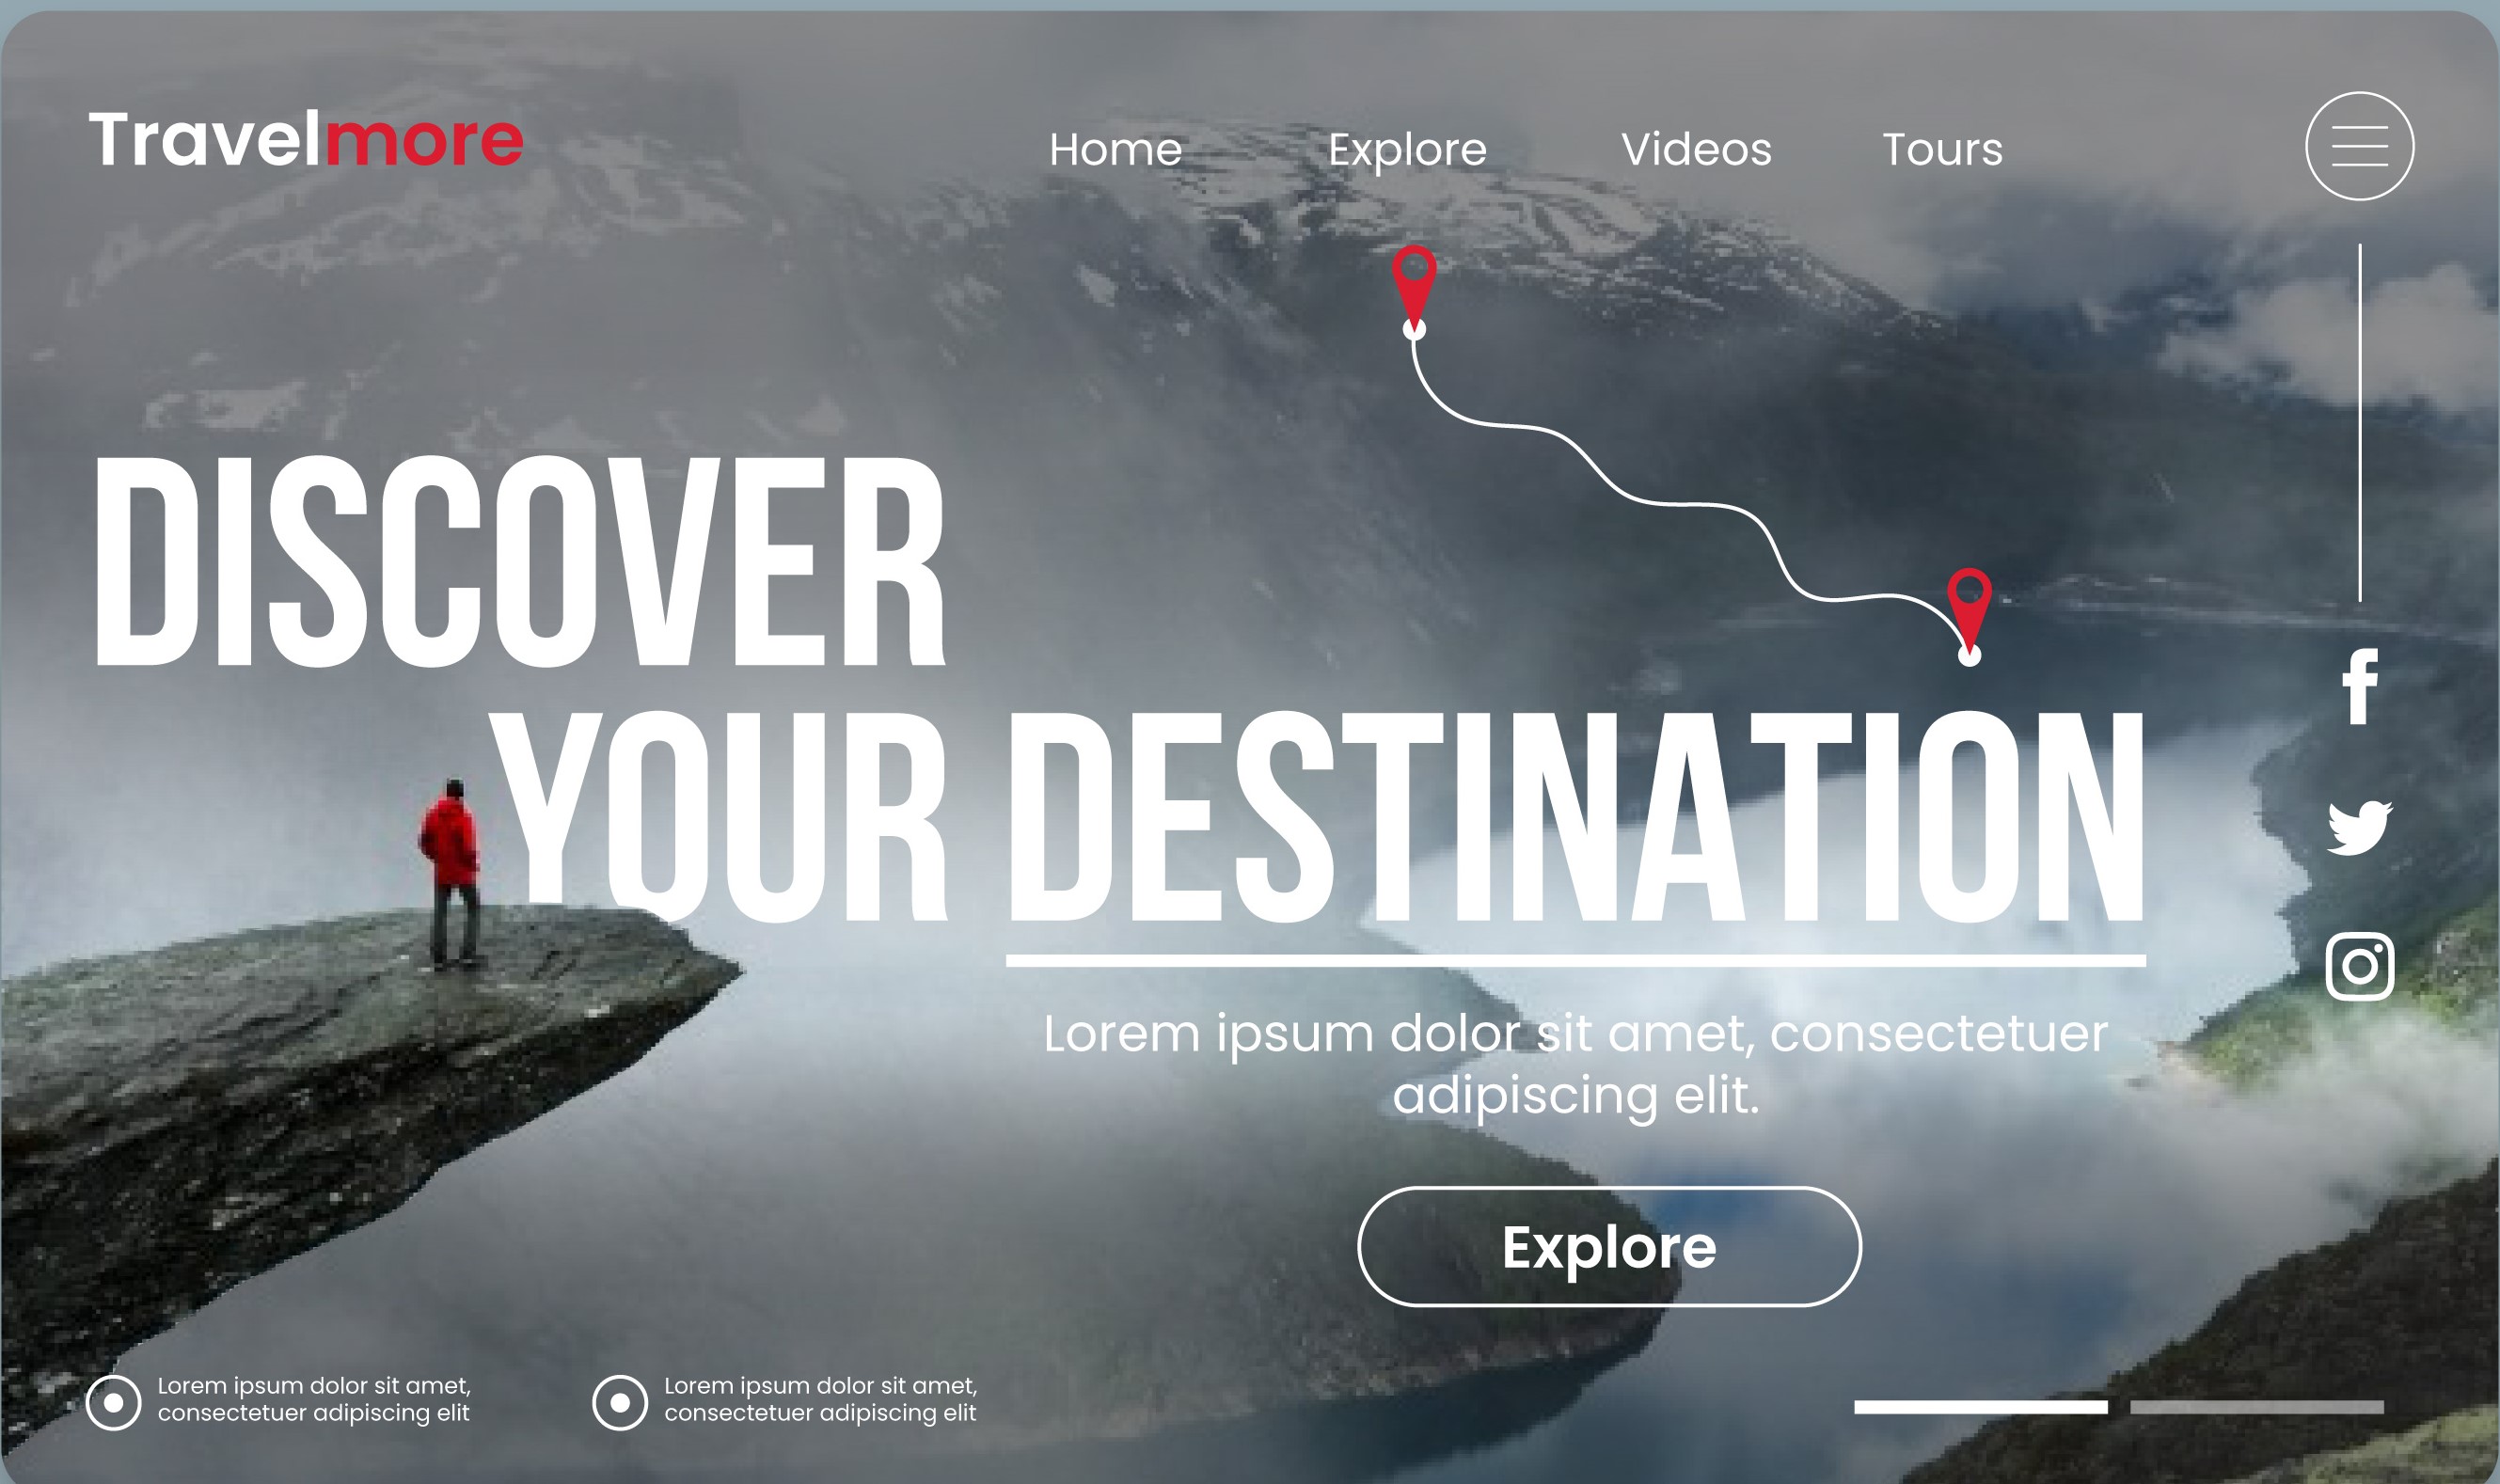 Travelmore
Home Explore Videos Tours
DISCOVER
YOUR DESTINATION
Lorem ipsum dolor sit amet, consectetuer
adipiscing elit.
Explore
Lorem ipsum dolor sit amet,
consectetuer adipiscing elit
Lorem ipsum dolor sit amet,
consectetuer adipiscing elit